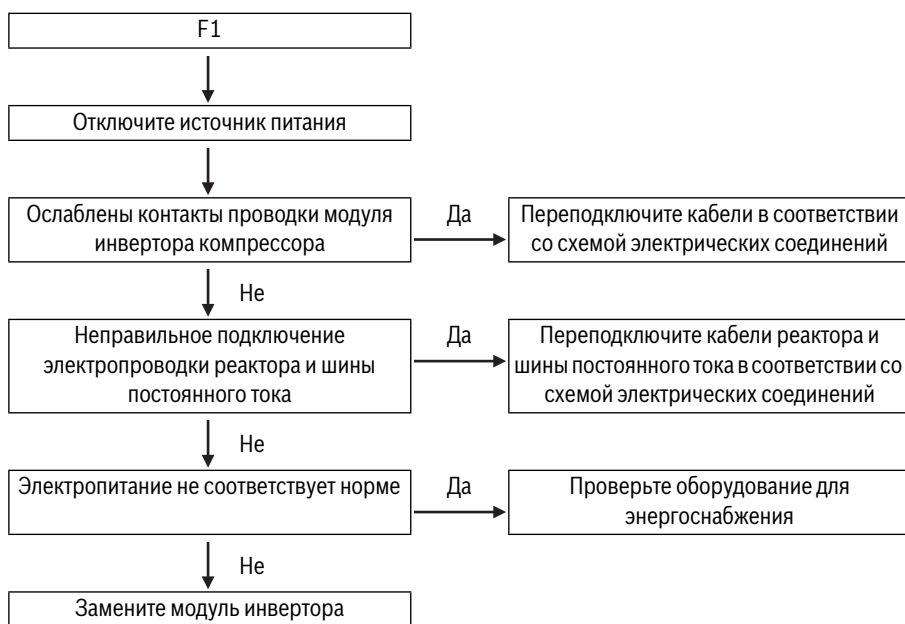 F1
Отключите источник питания
Ослаблены контакты проводки модуля
инвертора компрессора
Да
Переподключите кабели в соответствии
со схемой электрических соединений
Не
Неправильное подключение
электропроводки реактора и шины
постоянного тока
Да
Переподключите кабели реактора и
шины постоянного тока в соответствии со
схемой электрических соединений
Не
Электропитание не соответствует норме
Да
Проверьте оборудование для
энергоснабжения
Не
Замените модуль инвертора